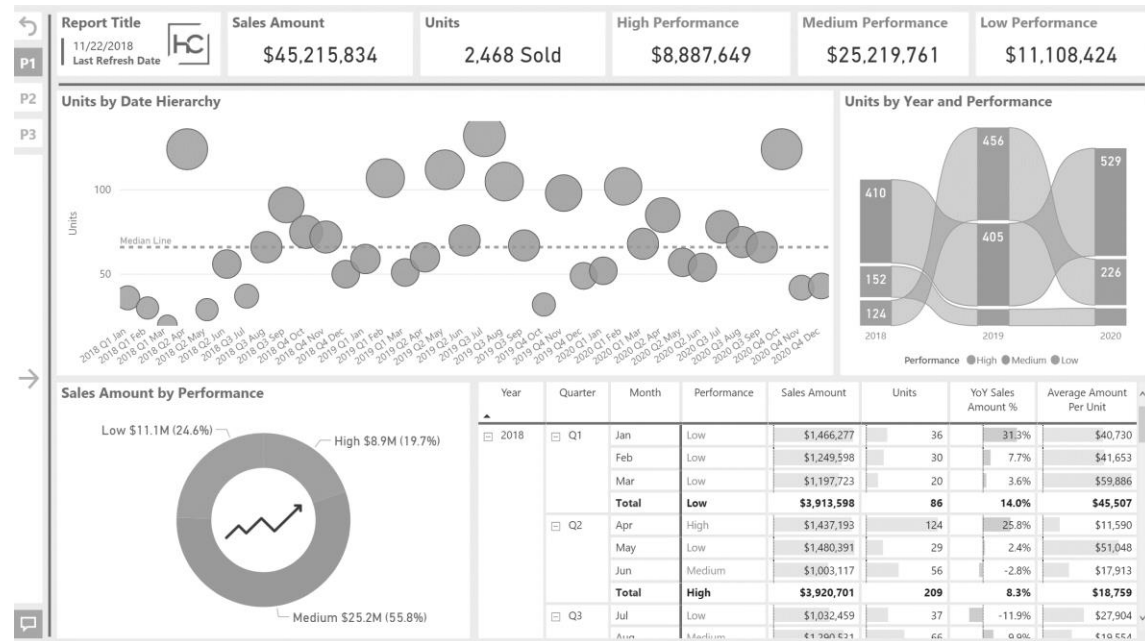 Report Title
11/22/2018
Last Refresh Date
hC
Sales Amount
$45,215,834
Units
2,468 Sold
High Performance
$8,887,649
Medium Performance
$25,219,761
Low Performance
$11,108,424
P1
P2
P3
Units by Date Hierarchy
Units
100
50
Median Line
2018 Q1 Jan
2018 Q1 Feb
2018 Q1 Mar
2018 Q2 Apr
2018 Q2 May
2018 Q2 Jun
2018 Q3 Jul
2018 Q3 Aug
2018 Q3 Sep
2018 Q4 Oct
2018 Q4 Nov
2018 Q4 Dec
2019 Q1 Jan
2019 Q1 Feb
2019 Q1 Mar
2019 Q2 Apr
2019 Q2 May
2019 Q2 Jun
2019 Q3 Jul
2019 Q3 Aug
2019 Q3 Sep
2019 Q4 Oct
2019 Q4 Nov
2019 Q4 Dec
2020 Q1 Jan
2020 Q1 Feb
2020 Q1 Mar
2020 Q2 Apr
2020 Q2 May
2020 Q2 Jun
2020 Q3 Jul
2020 Q3 Aug
2020 Q3 Sep
2020 Q4 Oct
2020 Q4 Nov
2020 Q4 Dec
Units by Year and Performance
410
152
124
456
405
529
226
2018 2019 2020
Performance High Medium Low
Sales Amount by Performance
Low $11.1M (24.6%)
High $8.9M (19.7%)
Medium $25.2M (55.8%)
Year Quarter Month Performance Sales Amount Units YoY Sales Amount % Average Amount Per Unit
2018 Q1 Jan Low $1,466,277 36 31.3% $40,730
Feb Low $1,249,598 30 7.7% $41,653
Mar Low $1,197,723 20 3.6% $59,886
Total Low $3,913,598 86 14.0% $45,507
Q2 Apr High $1,437,193 124 25.8% $11,590
May Low $1,480,391 29 2.4% $51,048
Jun Medium $1,003,117 56 -2.8% $17,913
Total High $3,920,701 209 8.3% $18,759
Q3 Jul Low $1,032,459 37 -11.9% $27,904
Aug Medium $1,290,531 66 9.9% $19,554